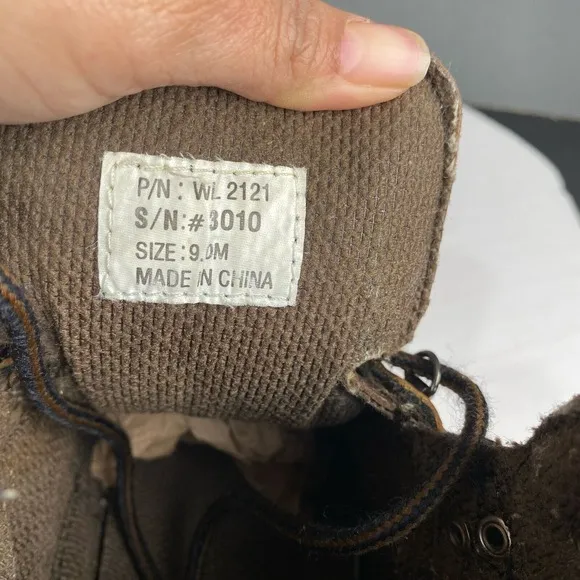 P/N: WL 2121
S/N:#3010
SIZE: 9.0M
MADE IN CHINA